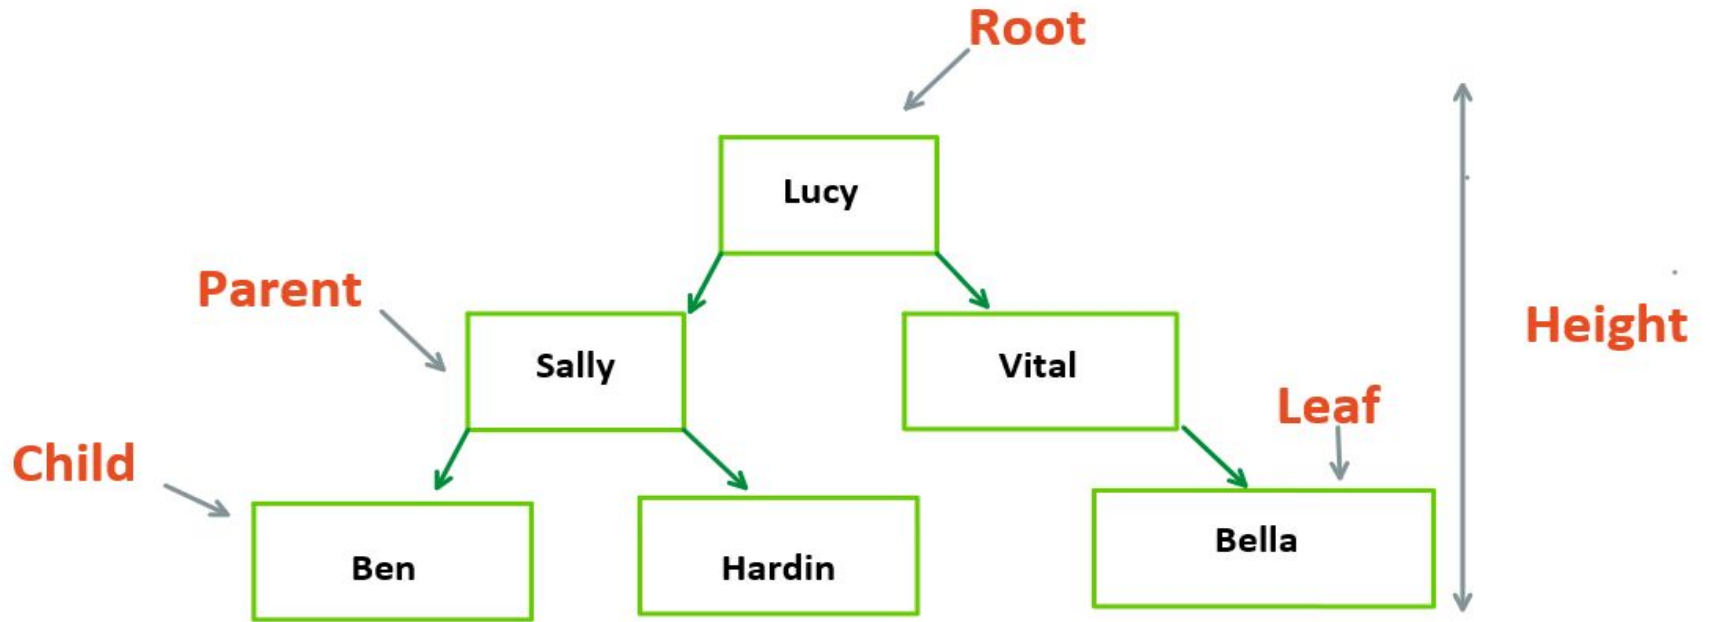 Root
Lucy
Parent
Height
Sally
Vital
Leaf
Child
Bella
Ben
Hardin